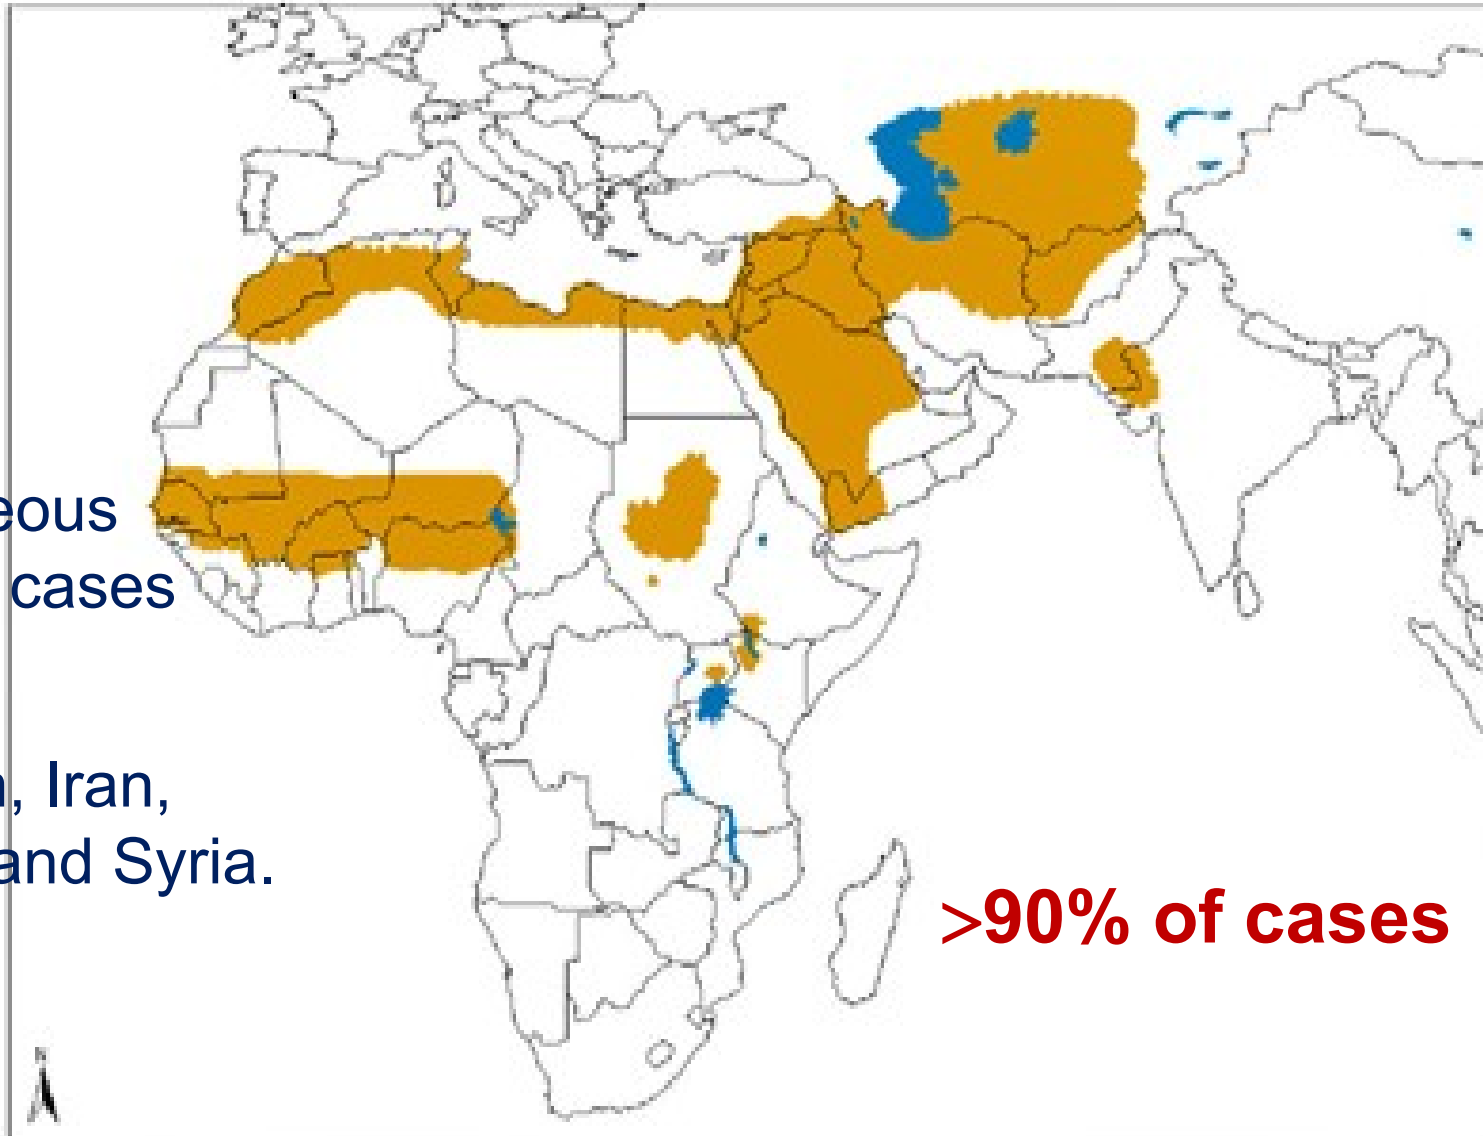 eous
cases
, Iran,
and Syria.
>90% of cases
N